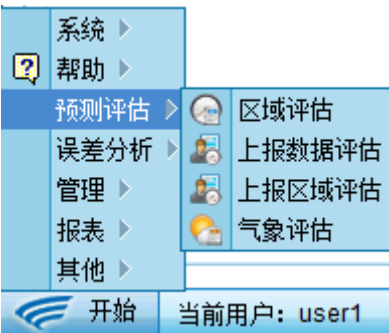 系统
帮助
预测评估
误差分析
管理
报表
其他
区域评估
上报数据评估
上报区域评估
气象评估
开始
当前用户：user1